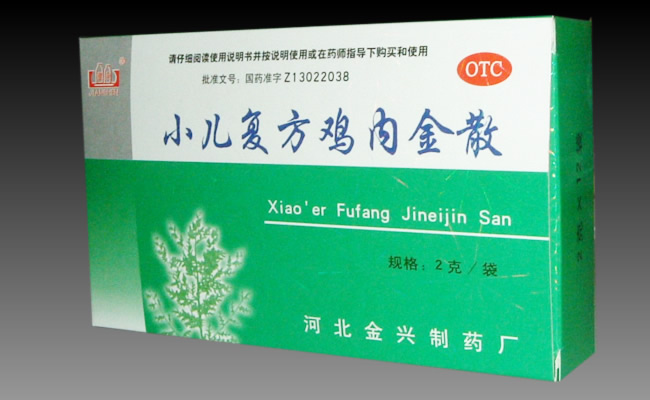 请仔细阅读使用说明书并按说明使用或在药师指导下购买和使用
批准文号：国药准字Z13022038
OTC
小儿复方鸡内金散
Xiao'er Fufang Jineijin San
规格：2克／袋
河北金兴制药厂